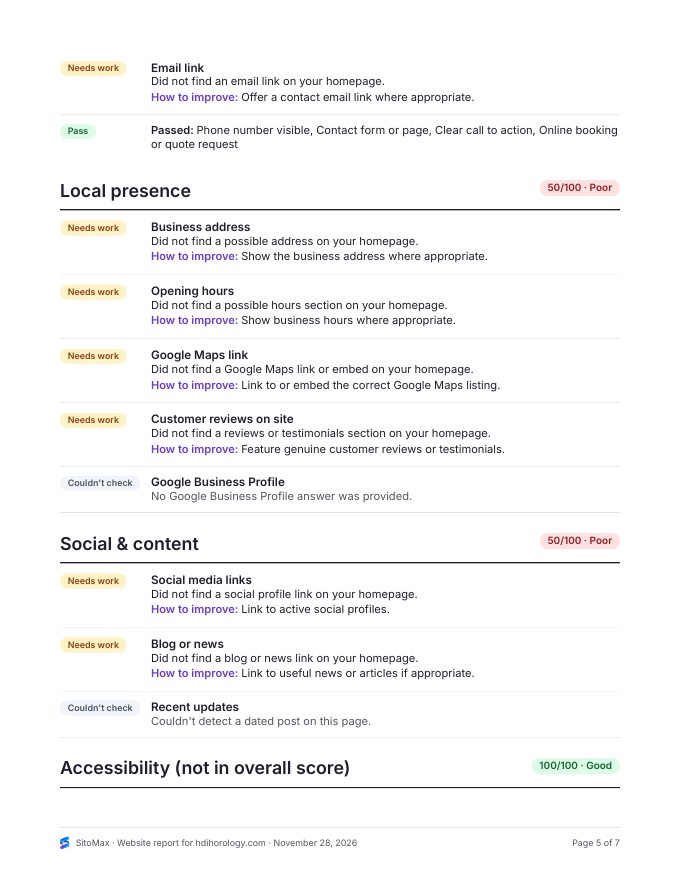 Needs work
Email link
Did not find an email link on your homepage.
How to improve: Offer a contact email link where appropriate.
Pass
Passed: Phone number visible, Contact form or page, Clear call to action, Online booking
or quote request
Local presence
50/100 · Poor
Needs work
Business address
Did not find a possible address on your homepage.
How to improve: Show the business address where appropriate.
Needs work
Opening hours
Did not find a possible hours section on your homepage.
How to improve: Show business hours where appropriate.
Needs work
Google Maps link
Did not find a Google Maps link or embed on your homepage.
How to improve: Link to or embed the correct Google Maps listing.
Needs work
Customer reviews on site
Did not find a reviews or testimonials section on your homepage.
How to improve: Feature genuine customer reviews or testimonials.
Couldn't check
Google Business Profile
No Google Business Profile answer was provided.
Social & content
50/100 · Poor
Needs work
Social media links
Did not find a social profile link on your homepage.
How to improve: Link to active social profiles.
Needs work
Blog or news
Did not find a blog or news link on your homepage.
How to improve: Link to useful news or articles if appropriate.
Couldn't check
Recent updates
Couldn't detect a dated post on this page.
Accessibility (not in overall score)
100/100 · Good
SitoMax · Website report for hdihorology.com · November 28, 2026
Page 5 of 7